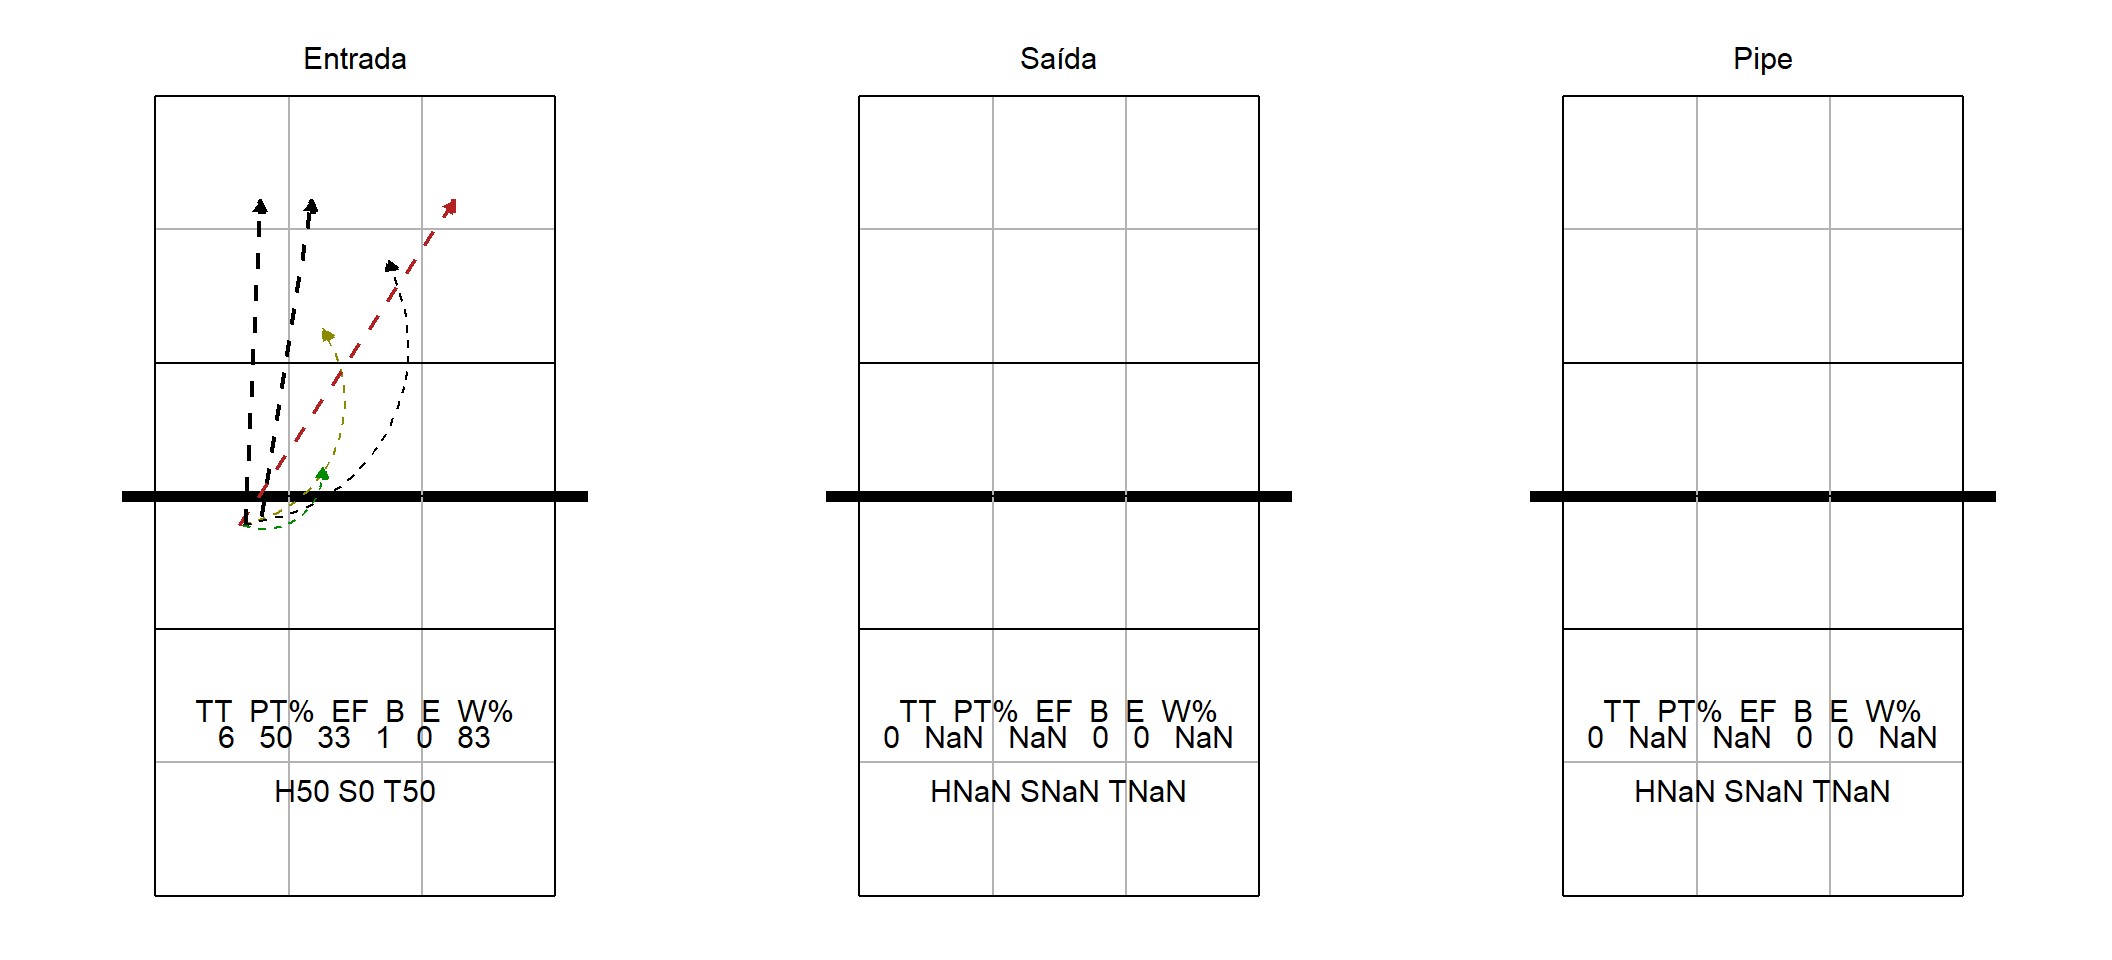 Entrada
TT PT% EF B E W%
6 50 33 1 0 83
H50 S0 T50
Saída
TT PT% EF B E W%
0 NaN NaN 0 0 NaN
HNaN SNaN TNaN
Pipe
TT PT% EF B E W%
0 NaN NaN 0 0 NaN
HNaN SNaN TNaN